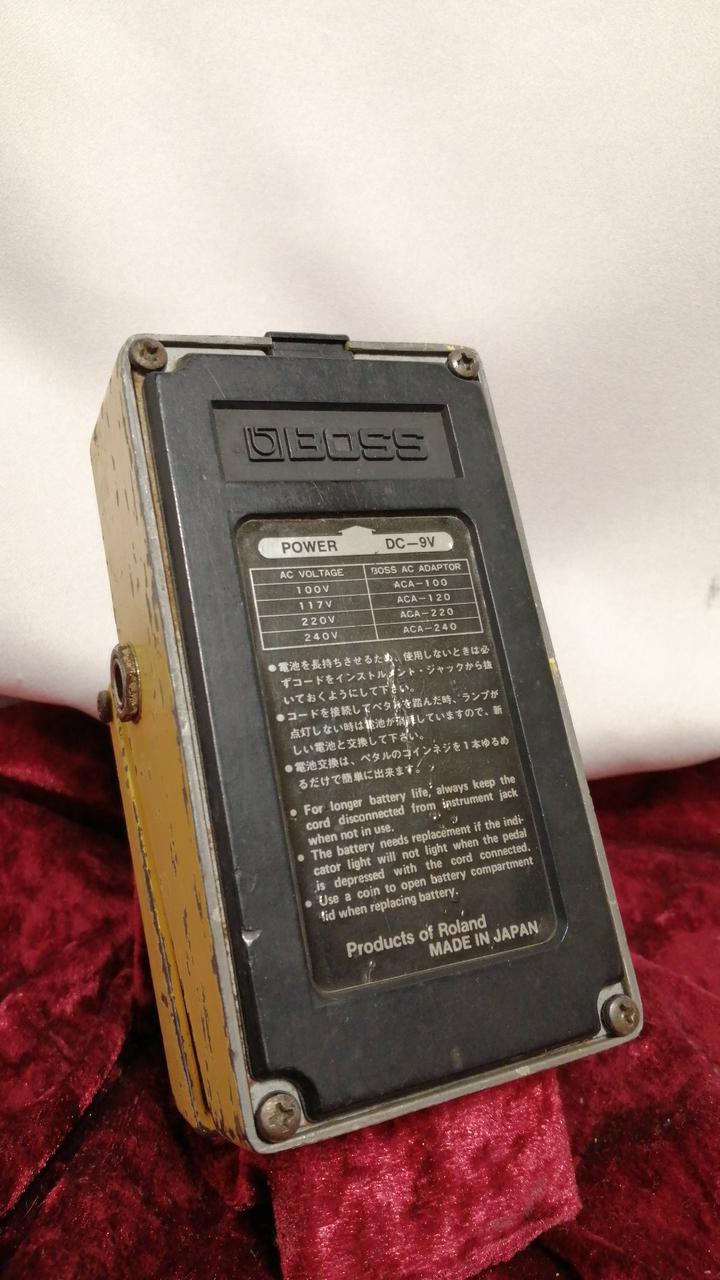 BOSS
POWER DC-9V
AC VOLTAGE BOSS AC ADAPTOR
100V ACA-100
117V ACA-120
220V ACA-220
240V ACA-240
●電池を長持ちさせるため、使用しないときは必
ずコードをインストルメント・ジャックから抜
いておくようにして下さい。
●コードを接続してペタルを踏んだ時、ランプが
点灯しない時は電池が消耗していますので、新
しい電池と交換して下さい。
●電池交換は、ペタルのコインネジを1本ゆるめ
るだけで簡単に出来ます。
● For longer battery life, always keep the
cord disconnected from instrument jack
when not in use.
● The battery needs replacement if the indi-
cator light will not light when the pedal
is depressed with the cord connected.
● Use a coin to open battery compartment
lid when replacing battery.
Products of Roland
MADE IN JAPAN